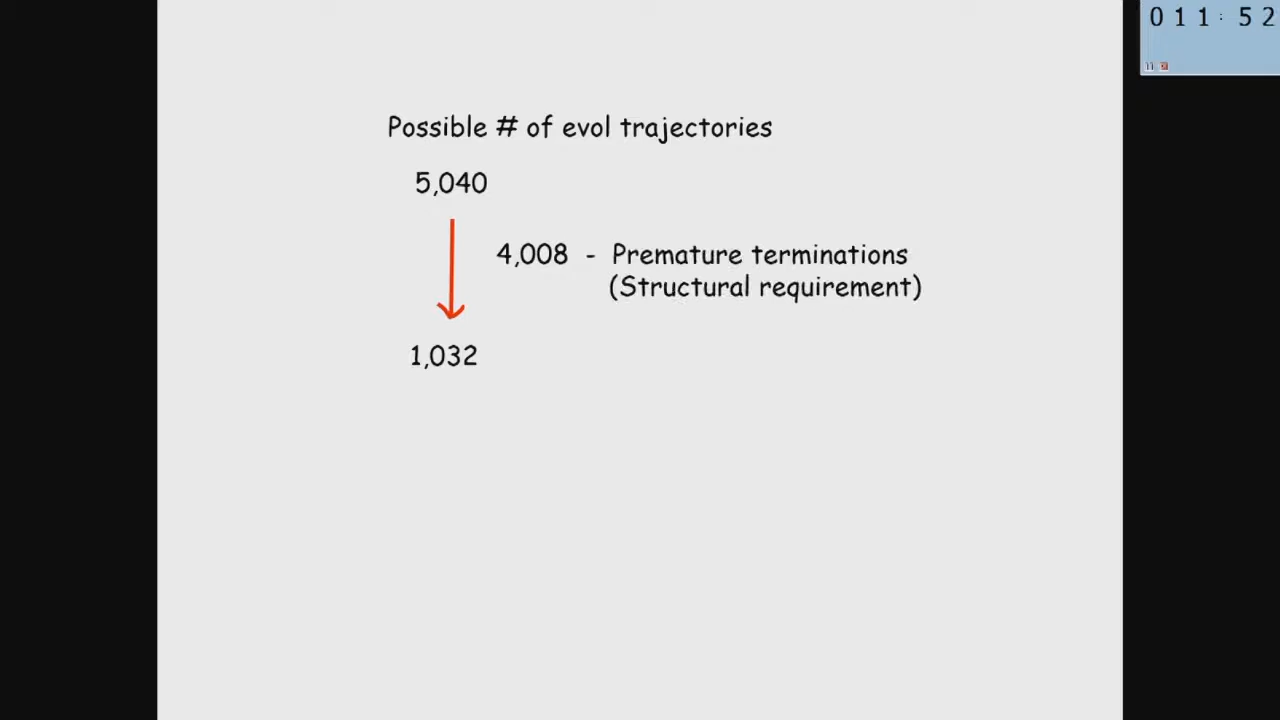 011:52
Possible # of evol trajectories
5,040
4,008 - Premature terminations
(Structural requirement)
1,032